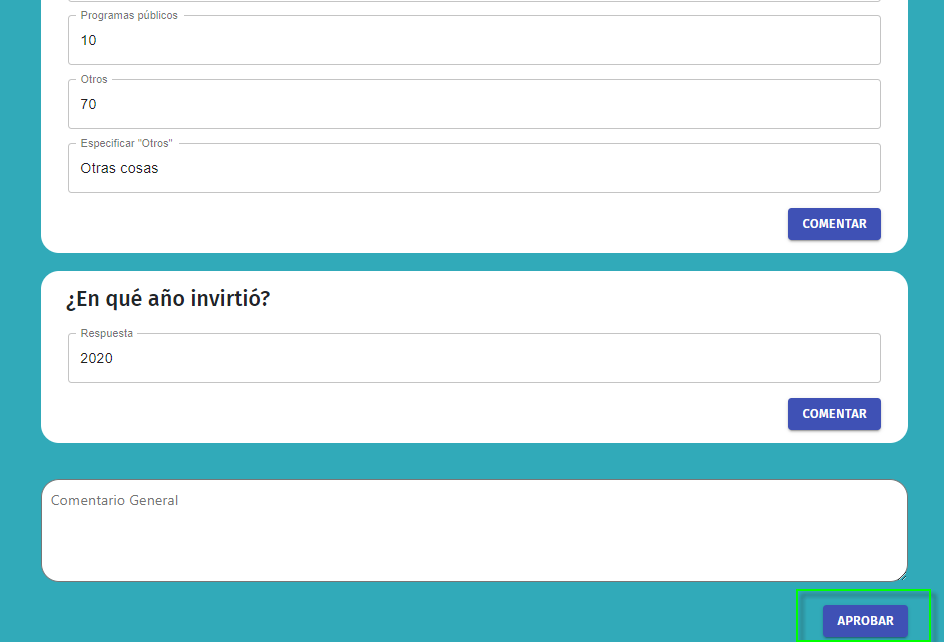 Programas públicos
10
Otros
70
Especificar "Otros"
Otras cosas
COMENTAR
¿En qué año invirtió?
Respuesta
2020
COMENTAR
Comentario General
APROBAR